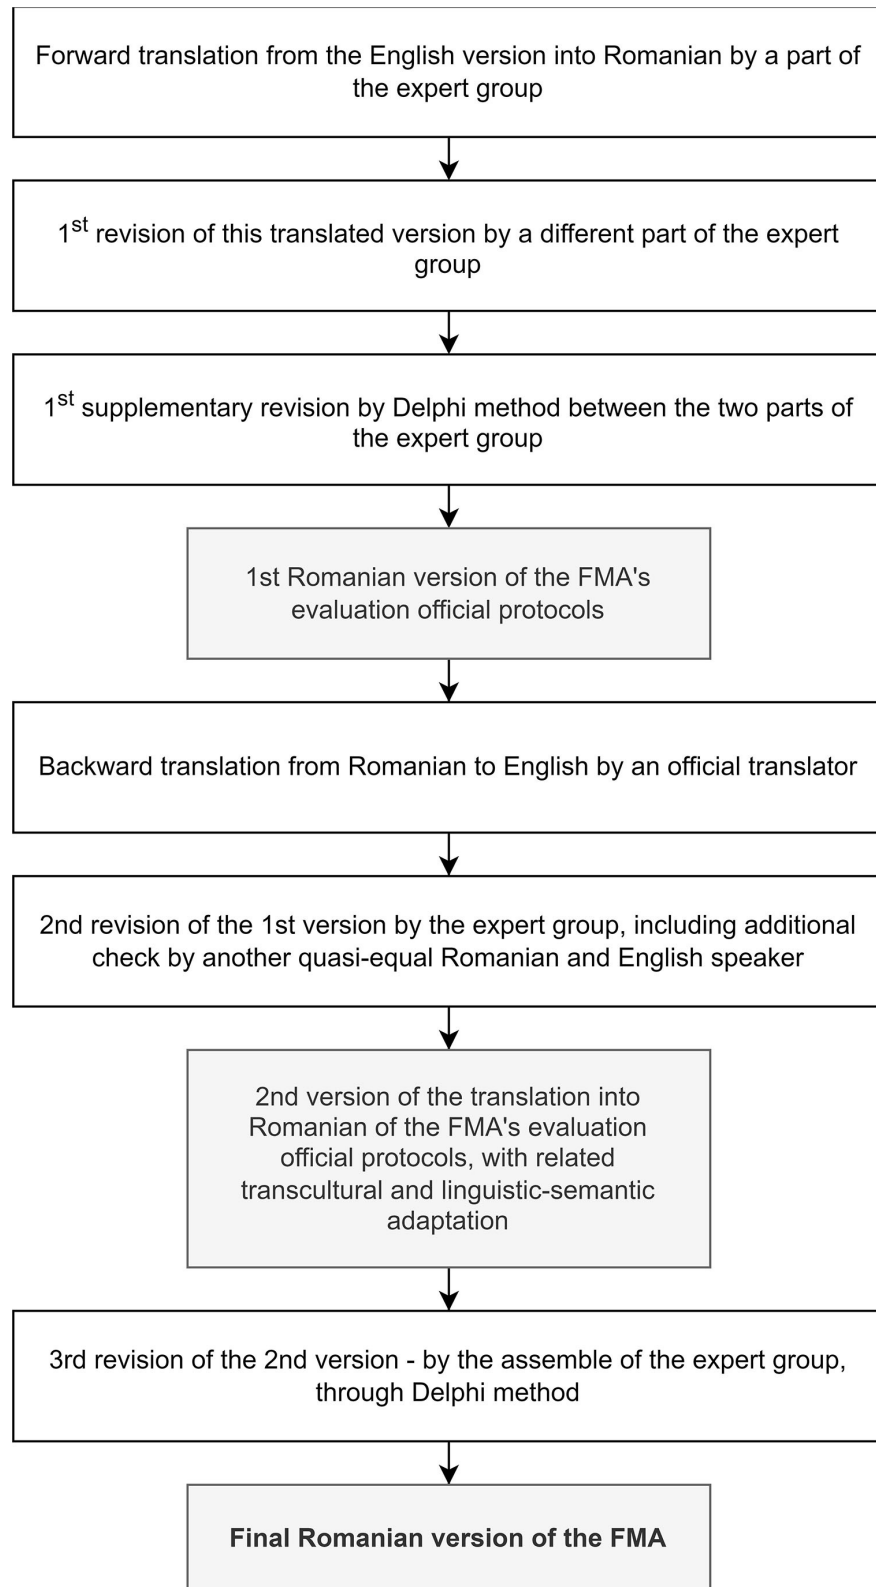 Forward translation from the English version into Romanian by a part of
the expert group
1st revision of this translated version by a different part of the expert
group
1st supplementary revision by Delphi method between the two parts of
the expert group
1st Romanian version of the FMA's
evaluation official protocols
Backward translation from Romanian to English by an official translator
2nd revision of the 1st version by the expert group, including additional
check by another quasi-equal Romanian and English speaker
2nd version of the translation into
Romanian of the FMA's evaluation
official protocols, with related
transcultural and linguistic-semantic
adaptation
3rd revision of the 2nd version - by the assemble of the expert group,
through Delphi method
Final Romanian version of the FMA